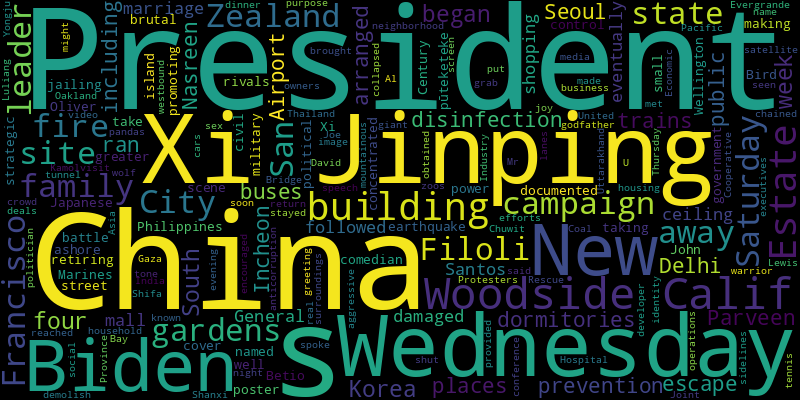 President
Xi Jinping
China
Wednesday
Biden
s
New
Woodside
Calif
Estate
building
campaign
Filoli
Zealand
state
leader
Francisco
family
fire
site
City
San
Airport
Incheon
Seoul
arranged
began
disinfection
trains
public
Saturday
week
away
Delhi
Santos
dormitories
Parveen
prevention
escape
places
Korea
gardens
four
buses
South
General
damaged
mall
poster
including
marriage
brutal
island
promoting
rivals
Nasreen
Century
shopping
eventually
control
making
small
Wellington
Bird
pūteketeke
jailing
Oliver
ran
greater
take
tunnel
scene
Japanese
battle
ashore
retiring
Marines
street
Philippines
followed
earthquake
comedian
documented
ceiling
taking
John
government
military
civil
political
concentrated
power
efforts
housing
operations
developer
identity
warrior
tennis
Lewis
executives
cooperative
chained
satellite
Evergrande
name
Pacific
Economic
neighborhood
dinner
purpose
brought
screen
media
made
business
put
grab
met
joy
United
godfather
Thursday
Uttarakhand
lanes
Mr
Industry
obtained
mountainous
giant
David
Thailand
owners
image
Joe
Xi
sex
cars
video
pandas
wolf
Oakland
westbound
collapsed
Al
might
Yongju
Luliang
strategic
crowd
deals
politician
reached
household
known
demolish
social
Bay
Province
Shanxi
Asia
Gaza
tone
India
Shifa
cover
named
well
night
Betio
evening
soon
stayed
Bridge
speech
return
encouraged
anticorruption
greeting
surroundings
real
spoke
aggressive
shut
conference
provided
Hospital
Protesters
said
Coal
Rescue
Chuwit
zoos
sidelines
Joint
seen
U